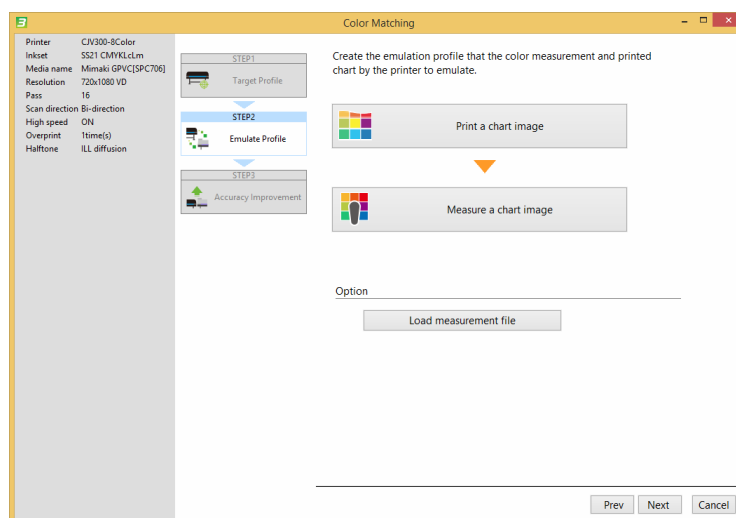 3
Color Matching
Printer CJV300-8Color
Inkset SS21 CMYKLcLm
Media name Mimaki GPVC[SPC706]
Resolution 720x1080 VD
Pass 16
Scan direction Bi-direction
High speed ON
Overprint 1time(s)
Halftone ILL diffusion
STEP1
Target Profile
STEP2
Emulate Profile
STEP3
Accuracy Improvement
Create the emulation profile that the color measurement and printed
chart by the printer to emulate.
Print a chart image
Measure a chart image
Option
Load measurement file
Prev Next Cancel